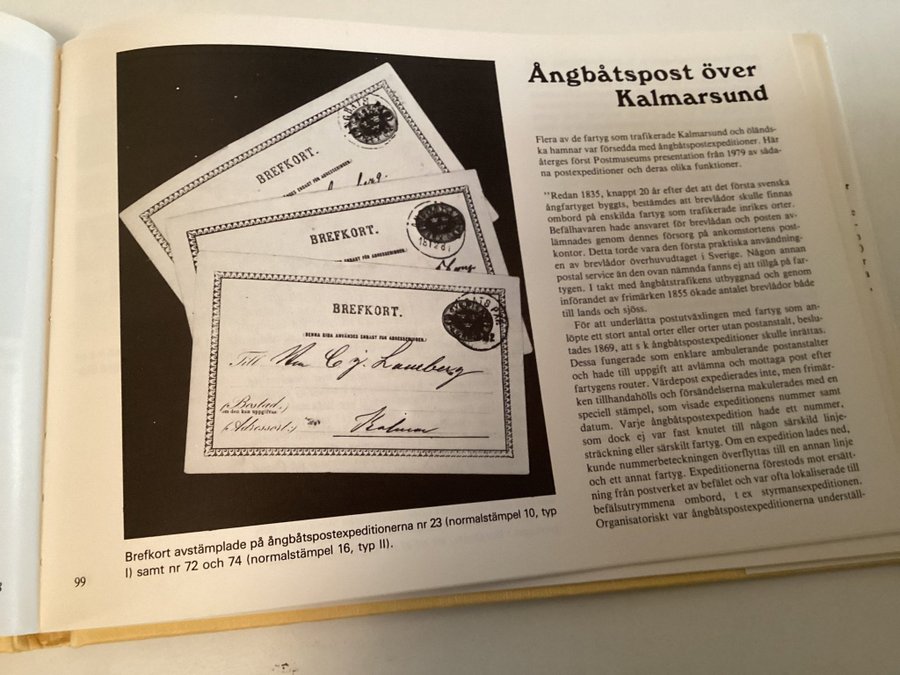 Ångbåtspost över
Kalmarsund
Flera av de fartyg som trafikerade Kalmarsund och öländs-
ka hamnar var försedda med ångbåtspostexpeditioner. Här
återges först Postmuseums presentation från 1979 av såda-
na postexpeditioner och deras olika funktioner.
"Redan 1835, knappt 20 år efter det att det första svenska
ångfartyget byggts, bestämdes att brevlådor skulle finnas
ombord på enskilda fartyg som trafikerade inrikes orter.
Befälhavaren hade ansvaret för brevlådan och posten av-
lämnades genom dennes försorg på ankomstortens post-
kontor. Detta torde vara den första praktiska användning-
en av brevlådor överhuvudtaget i Sverige. Någon annan
postal service än den ovan nämnda fanns ej att tillgå på far-
tygen. I takt med ångbåtstrafikens utbyggnad och genom
införandet av frimärken 1855 ökade antalet brevlådor både
till lands och sjöss.
För att underlätta postutväxlingen med fartyg som an-
löpte ett stort antal orter eller orter utan postanstalt, beslu-
tades 1869, att s k ångbåtspostexpeditioner skulle inrättas.
Dessa fungerade som enklare ambulerande postanstalter
och hade till uppgift att avlämna och mottaga post efter
fartygens router. Värdepost expedierades inte, men frimär-
ken tillhandahölls och försändelserna makulerades med en
speciell stämpel, som visade expeditionens nummer samt
datum. Varje ångbåtspostexpedition hade ett nummer,
som dock ej var fast knutet till någon särskild linje-
sträckning eller särskilt fartyg. Om en expedition lades ned,
kunde nummerbeteckningen överflyttas till en annan linje
och ett annat fartyg. Expeditionerna förestods mot ersätt-
ning från postverket av befälet och var ofta lokaliserade till
befälsutrymmena ombord, t ex styrmansexpeditionen.
Organisatoriskt var ångbåtspostexpeditionerna underställ-
BREFKORT.
BREFKORT.
BREFKORT.
(DENNA SIDA ANVÄNDES ENDAST FÖR ADRESSERINGEN.)
Till
(Bostad:)
om den kan uppgifvas.
(Adressort:)
Kalmar
Brefkort avstämplade på ångbåtspostexpeditionerna nr 23 (normalstämpel 10, typ
I) samt nr 72 och 74 (normalstämpel 16, typ II).
99